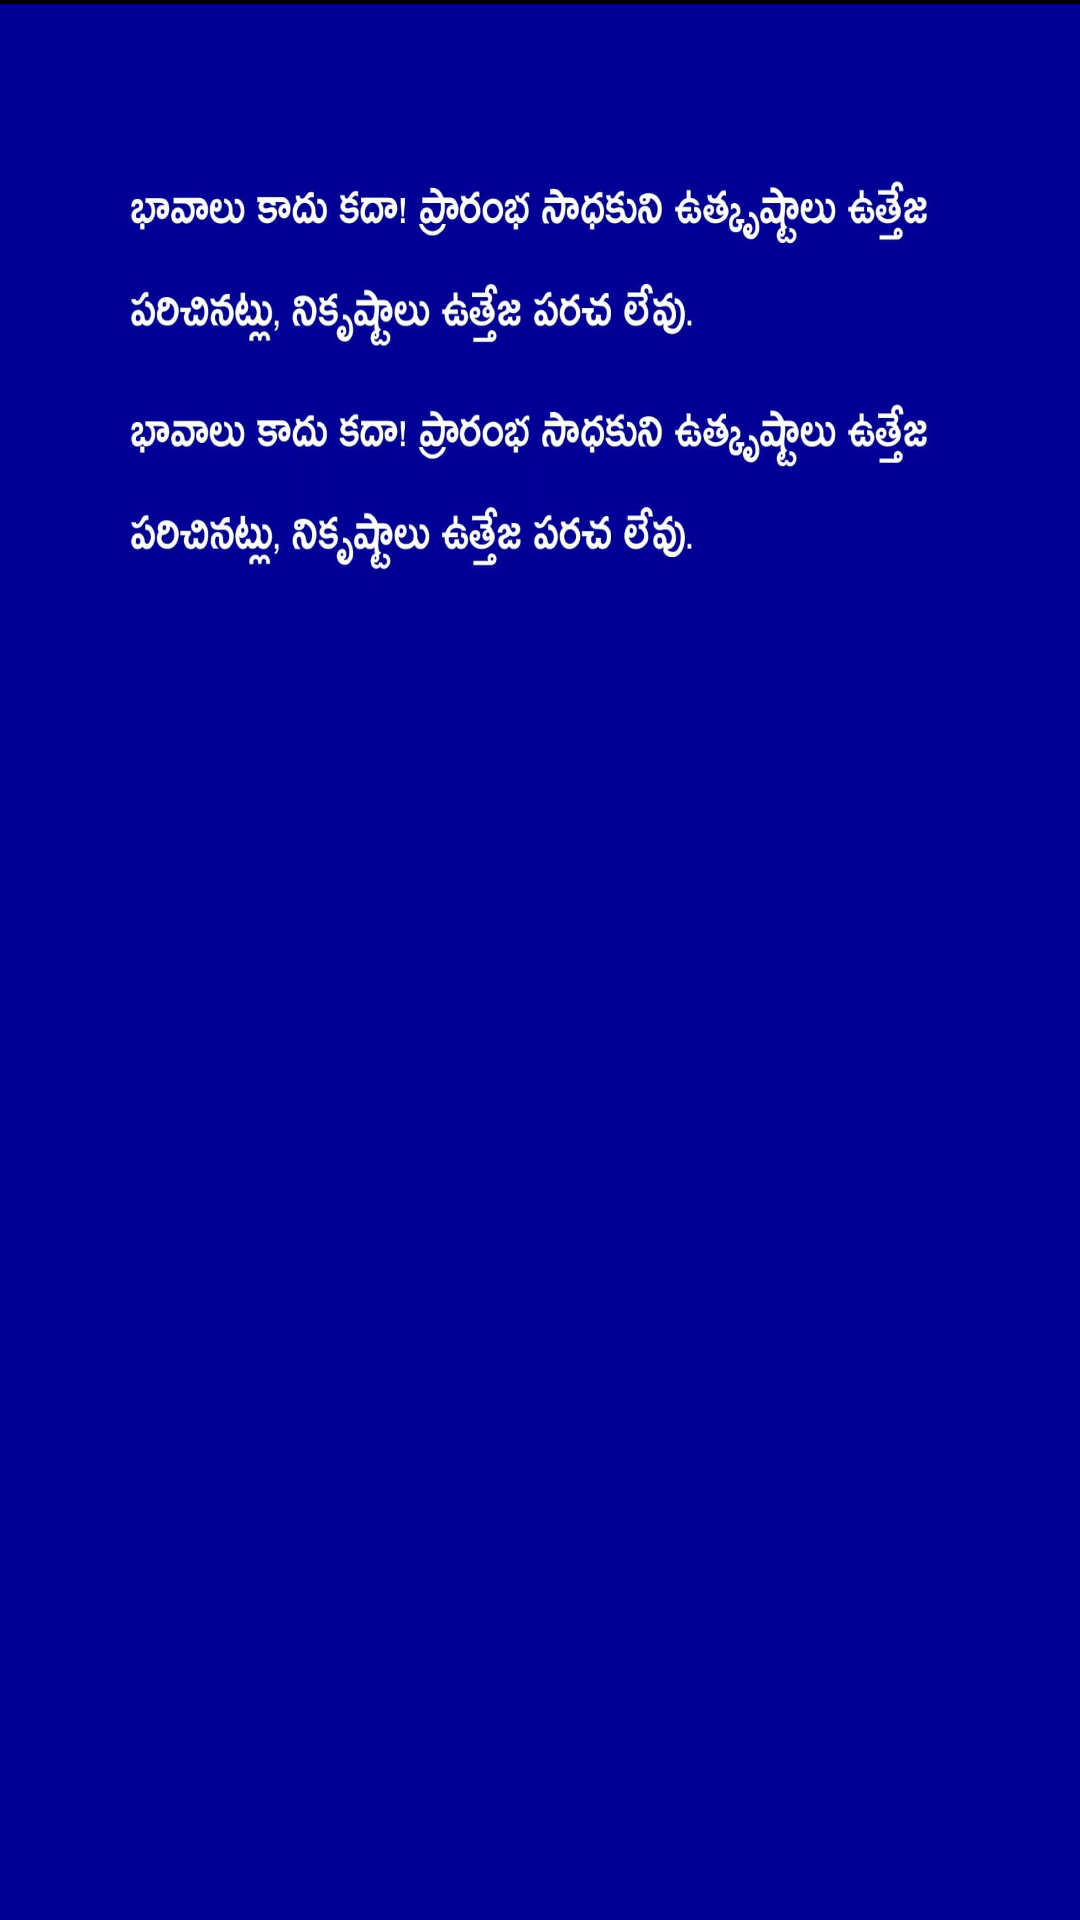 భావాలు కాదు కదా! ప్రారంభ సాధకుని ఉత్కృష్టాలు ఉత్తేజ
పరిచినట్లు, నికృష్టాలు ఉత్తేజ పరచ లేవు.
భావాలు కాదు కదా! ప్రారంభ సాధకుని ఉత్కృష్టాలు ఉత్తేజ
పరిచినట్లు, నికృష్టాలు ఉత్తేజ పరచ లేవు.